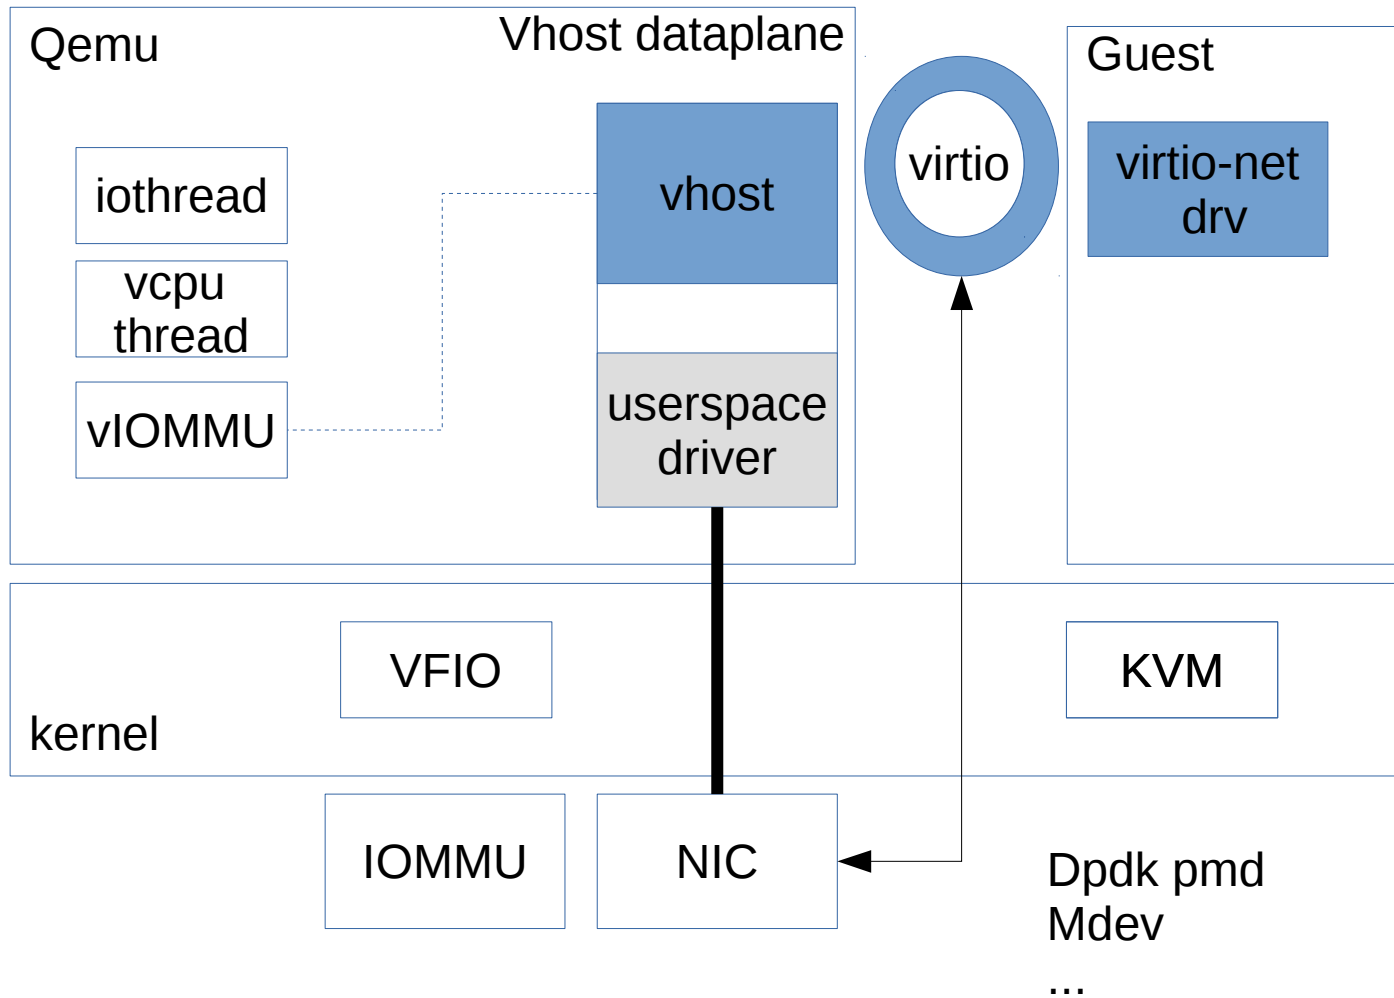 Qemu
Vhost dataplane
Guest
iothread
vhost
virtio
virtio-net
drv
vcpu
thread
vIOMMU
userspace
driver
VFIO
KVM
kernel
IOMMU
NIC
Dpdk pmd
Mdev
...